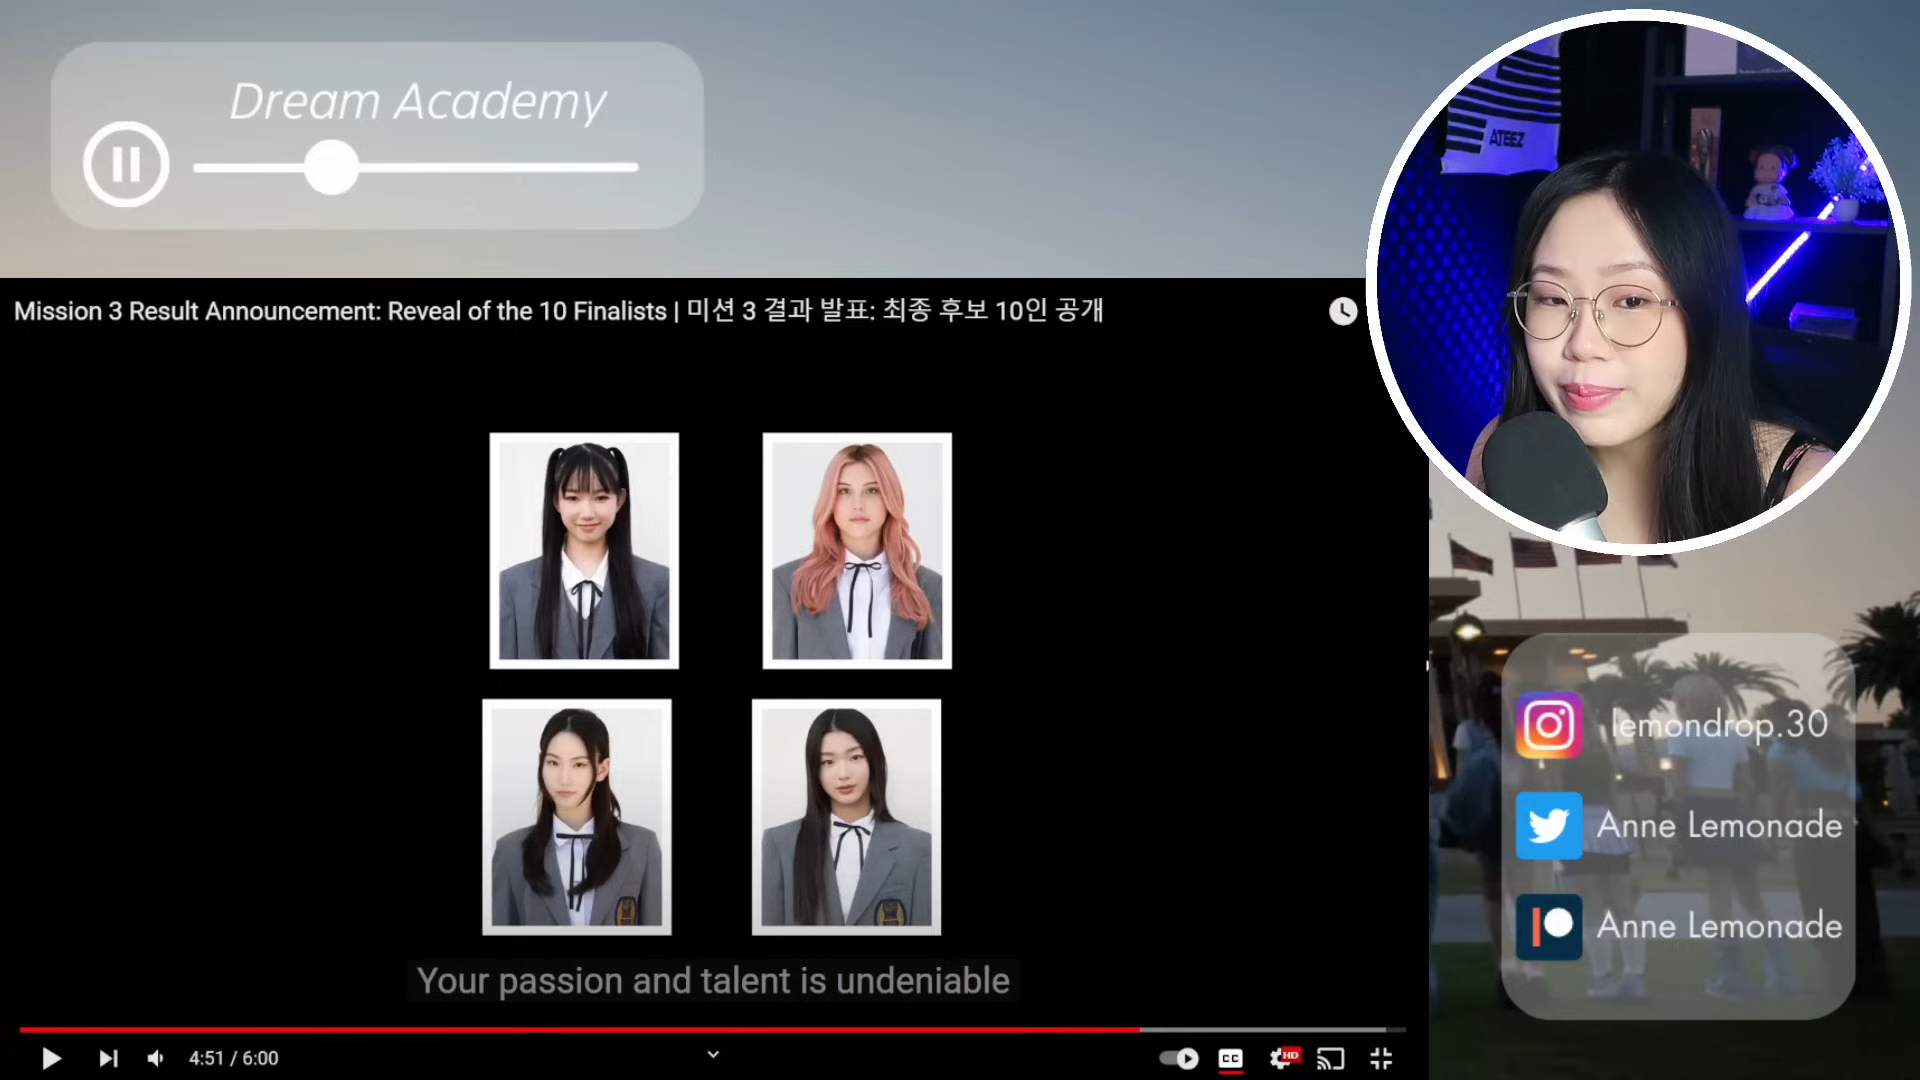 Dream Academy
ATEEZ
Mission 3 Result Announcement: Reveal of the 10 Finalists | 미션 3 결과 발표: 최종 후보 10인 공개
lemondrop.30
Anne Lemonade
Anne Lemonade
Your passion and talent is undeniable
4:51 / 6:00
CC
HD